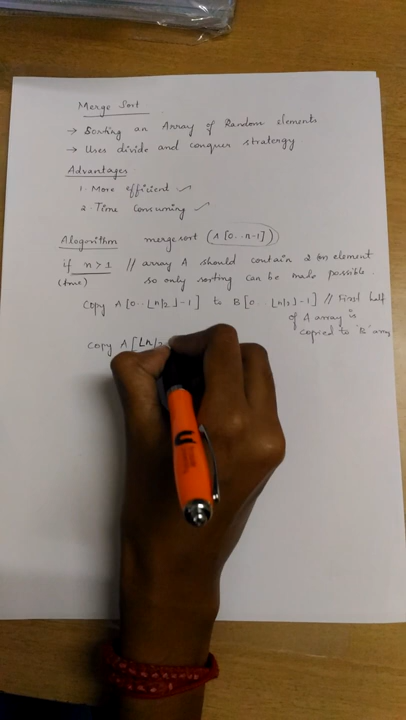 Merge Sort
→ Sorting an Array of Random elements
→ Uses divide and conquer stratergy
Advantages
1. More efficient ✓
2. Time Consuming ✓
Alogorithm mergesort (A[0..n-1])
if n>1 // array A should contain 2 (or) element
(true) so only sorting can be made possible.
Copy A[0..⌊n/2⌋-1] to B[0 ⌊n/2⌋-1] // First half
of A array is
copied to 'B' array
Copy A[⌊n/2
U